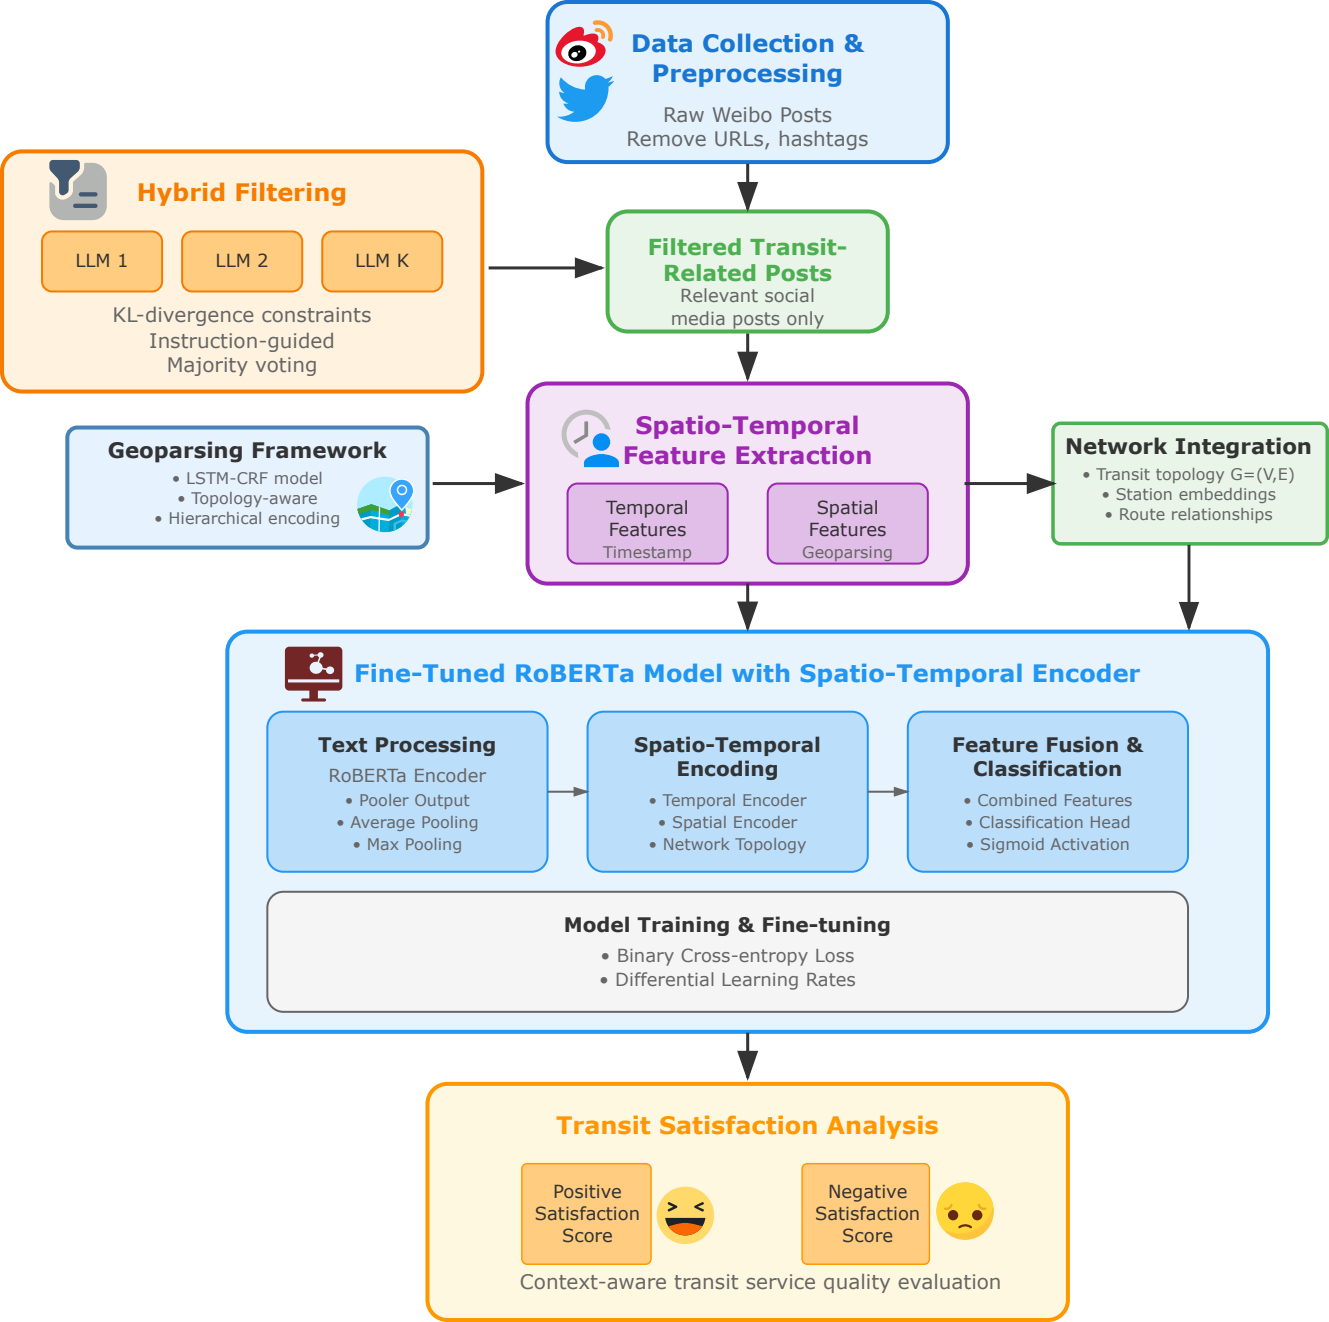 Data Collection &
Preprocessing
Raw Weibo Posts
Remove URLs, hashtags
Hybrid Filtering
LLM 1
LLM 2
LLM K
KL-divergence constraints
Instruction-guided
Majority voting
Filtered Transit-
Related Posts
Relevant social
media posts only
Geoparsing Framework
• LSTM-CRF model
• Topology-aware
• Hierarchical encoding
Spatio-Temporal
Feature Extraction
Temporal
Features
Timestamp
Spatial
Features
Geoparsing
Network Integration
• Transit topology G=(V,E)
• Station embeddings
• Route relationships
Fine-Tuned RoBERTa Model with Spatio-Temporal Encoder
Text Processing
RoBERTa Encoder
• Pooler Output
• Average Pooling
• Max Pooling
Spatio-Temporal
Encoding
• Temporal Encoder
• Spatial Encoder
• Network Topology
Feature Fusion &
Classification
• Combined Features
• Classification Head
• Sigmoid Activation
Model Training & Fine-tuning
• Binary Cross-entropy Loss
• Differential Learning Rates
Transit Satisfaction Analysis
Positive
Satisfaction
Score
Negative
Satisfaction
Score
Context-aware transit service quality evaluation